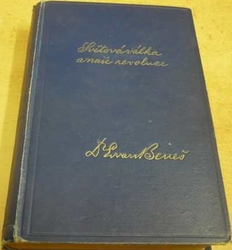 Světová válka
a naše revoluce
Dr Edvard Beneš